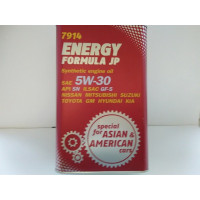 7914
ENERGY
FORMULA JP
Synthetic engine oil
SAE 5W-30
API SN ILSAC GF-5
NISSAN MITSUBISHI SUZUKI
TOYOTA GM HYUNDAI KIA
special
for
ASIAN &
AMERICAN
cars